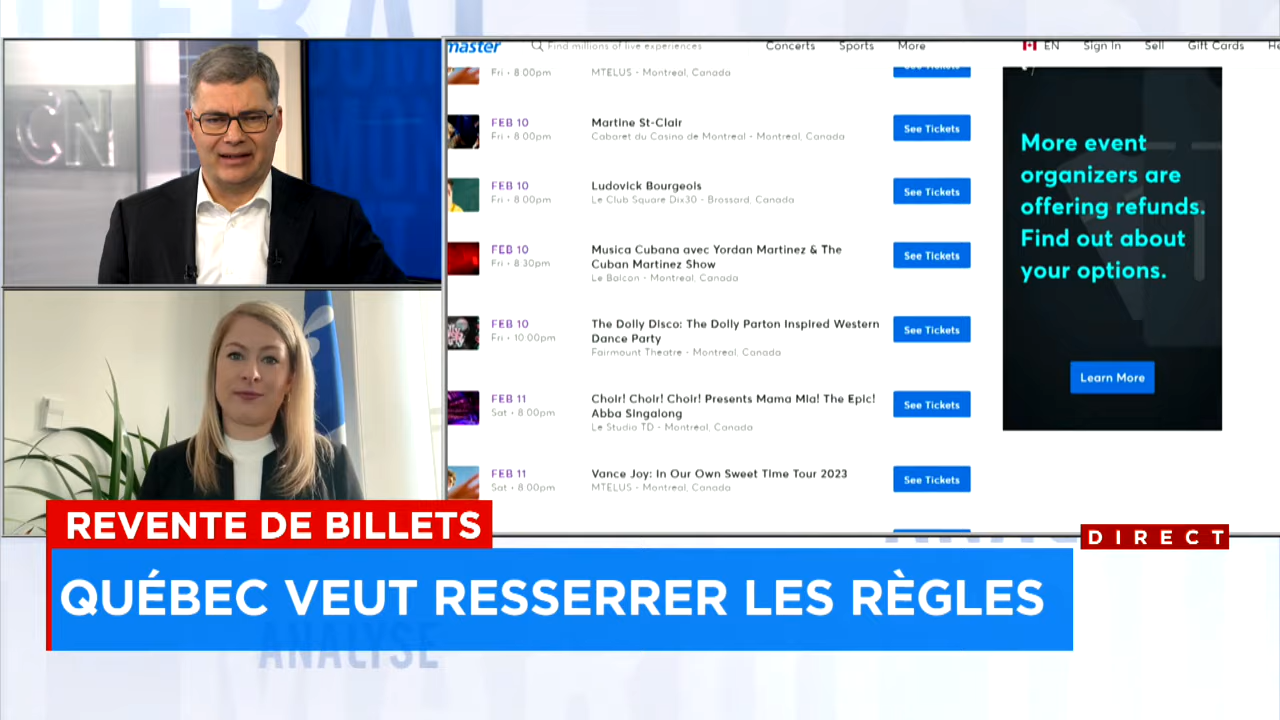 master
Find millions of live experiences
Concerts
Sports
More
EN
Sign In
Sell
Gift Cards
Fri • 8:00pm
MTELUS - Montreal, Canada
See Tickets
FEB 10
Fri • 8:00pm
Martine St-Clair
Cabaret du Casino de Montreal - Montreal, Canada
See Tickets
FEB 10
Fri • 8:00pm
Ludovick Bourgeois
Le Club Square Dix30 - Brossard, Canada
See Tickets
FEB 10
Fri • 8:30pm
Musica Cubana avec Yordan Martinez & The
Cuban Martinez Show
Le Balcon - Montreal, Canada
See Tickets
FEB 10
Fri • 10:00pm
The Dolly Disco: The Dolly Parton Inspired Western
Dance Party
Fairmount Theatre - Montreal, Canada
See Tickets
FEB 11
Sat • 8:00pm
Choir! Choir! Choir! Presents Mama Mia! The Epic!
Abba Singalong
Le Studio TD - Montreal, Canada
See Tickets
FEB 11
Sat • 8:00pm
Vance Joy: In Our Own Sweet Time Tour 2023
MTELUS - Montreal, Canada
See Tickets
More event
organizers are
offering refunds.
Find out about
your options.
Learn More
CN
REVENTE DE BILLETS
DIRECT
QUÉBEC VEUT RESSERRER LES RÈGLES
ANALYSE